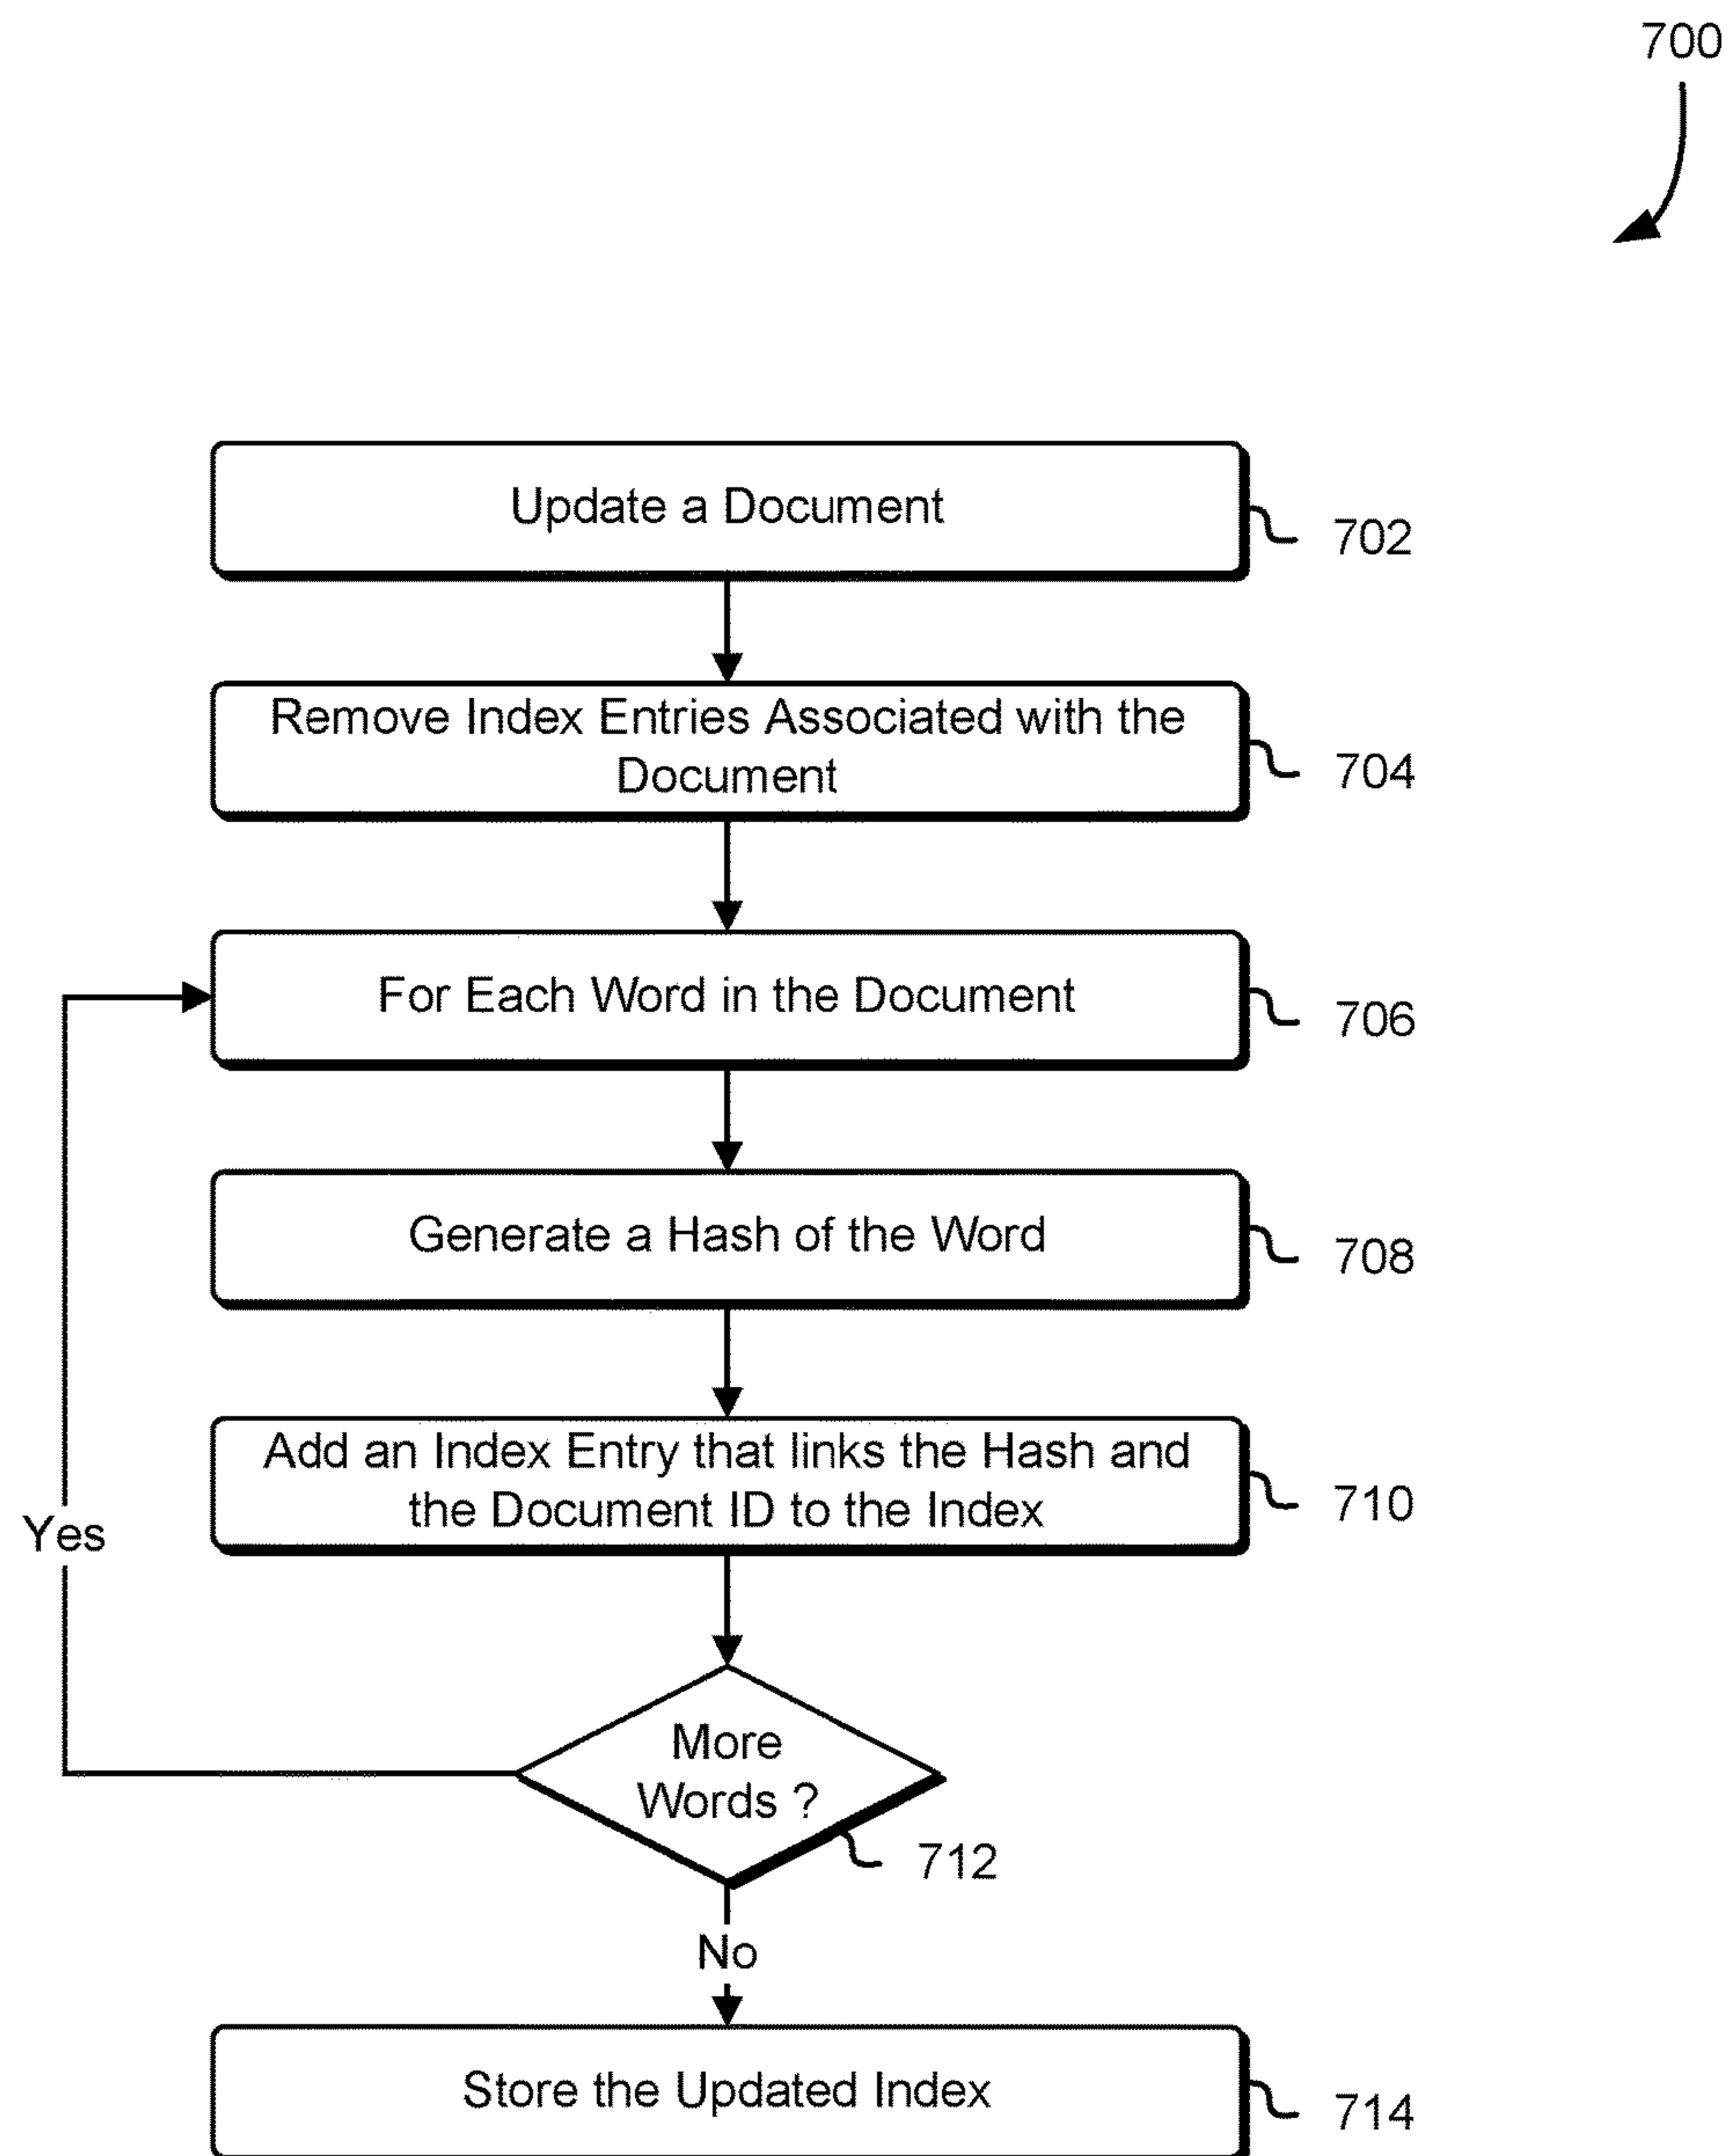 700
Update a Document
702
Remove Index Entries Associated with the
Document
704
For Each Word in the Document
706
Generate a Hash of the Word
708
Add an Index Entry that links the Hash and
the Document ID to the Index
710
Yes
More
Words ?
712
No
Store the Updated Index
714